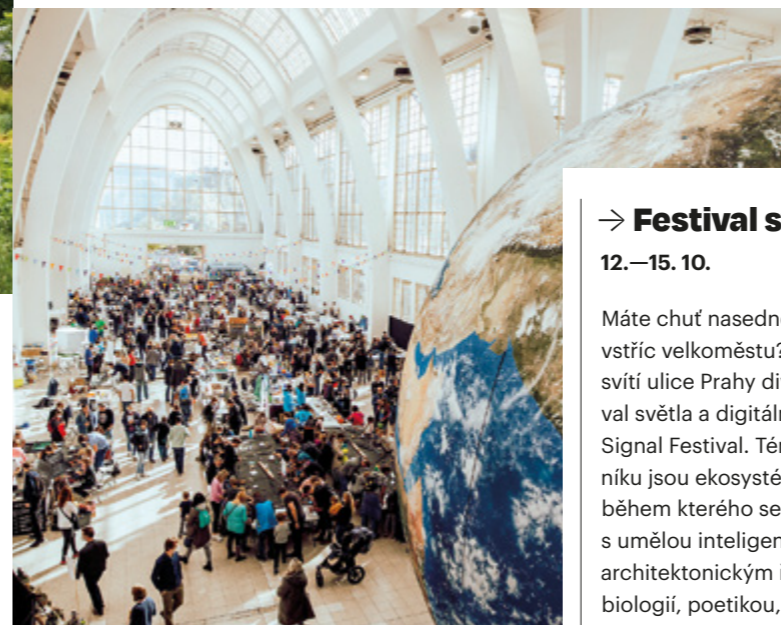 → Festival s
12.—15. 10.
Máte chuť nasedn
vstříc velkoměstu?
svítí ulice Prahy di
val světla a digitáln
Signal Festival. Tém
níku jsou ekosysté
během kterého se
s umělou inteligen
architektonickým i
biologií, poetikou,